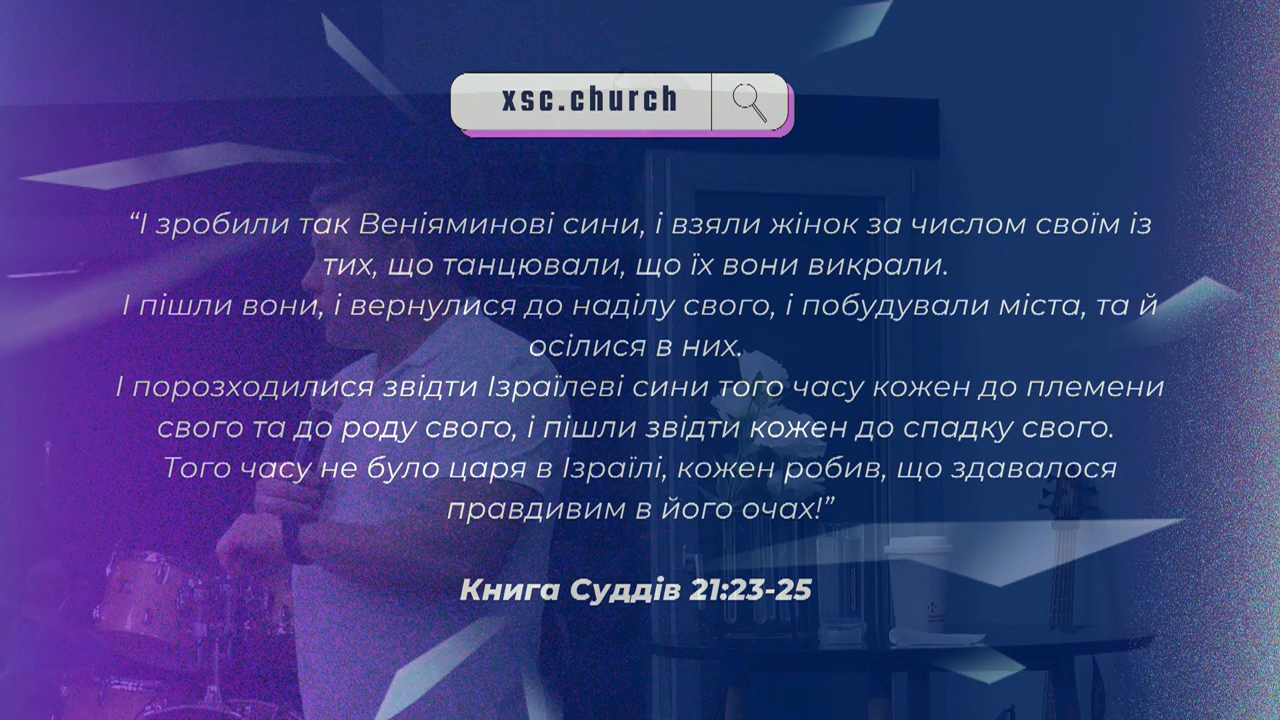 xsc.church
“І зробили так Веніяминові сини, і взяли жінок за числом своїм із
тих, що танцювали, що їх вони викрали.
І пішли вони, і вернулися до наділу свого, і побудували міста, та й
осілися в них.
І порозходилися звідти Ізраїлеві сини того часу кожен до племени
свого та до роду свого, і пішли звідти кожен до спадку свого.
Того часу не було царя в Ізраїлі, кожен робив, що здавалося
правдивим в його очах!”
Книга Суддів 21:23-25